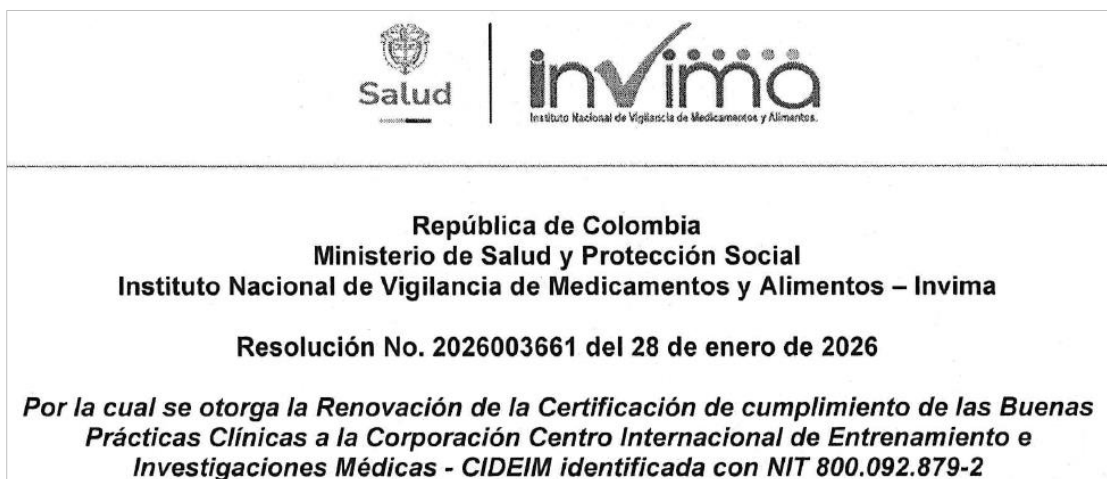 Salud
invima
Instituto Nacional de Vigilancia de Medicamentos y Alimentos.
República de Colombia
Ministerio de Salud y Protección Social
Instituto Nacional de Vigilancia de Medicamentos y Alimentos – Invima
Resolución No. 2026003661 del 28 de enero de 2026
Por la cual se otorga la Renovación de la Certificación de cumplimiento de las Buenas
Prácticas Clínicas a la Corporación Centro Internacional de Entrenamiento e
Investigaciones Médicas - CIDEIM identificada con NIT 800.092.879-2